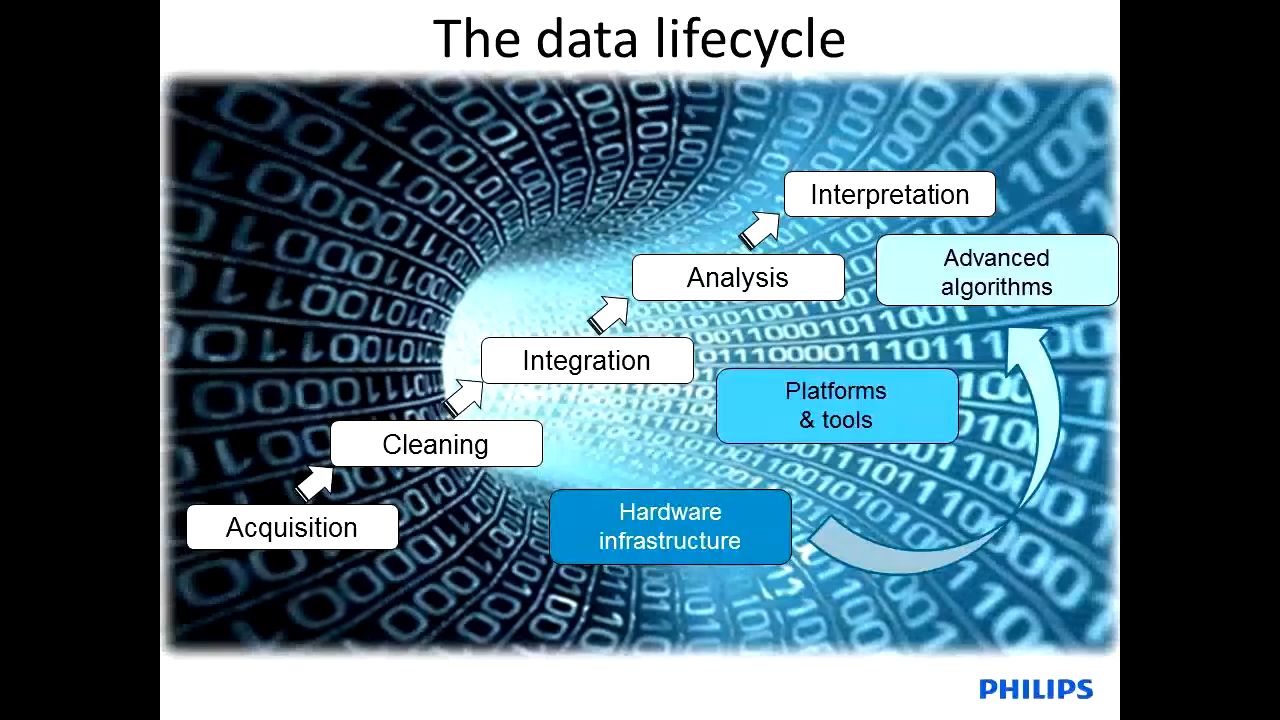 The data lifecycle
Interpretation
Advanced
algorithms
Analysis
Integration
Platforms
& tools
Cleaning
Hardware
infrastructure
Acquisition
PHILIPS